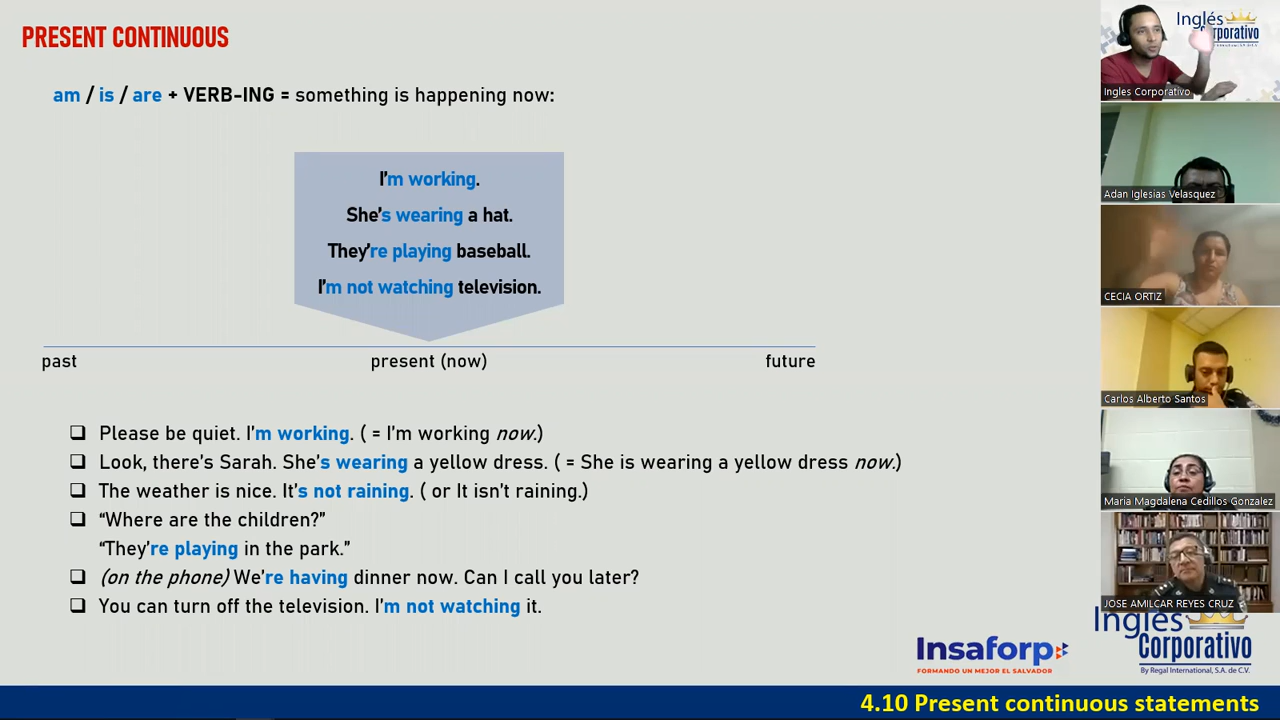 PRESENT CONTINUOUS
am / is / are + VERB-ING = something is happening now:
I'm working.
She's wearing a hat.
They're playing baseball.
I'm not watching television.
past
present (now)
future
❑ Please be quiet. I'm working. ( = I'm working now.)
❑ Look, there's Sarah. She's wearing a yellow dress. ( = She is wearing a yellow dress now.)
❑ The weather is nice. It's not raining. ( or It isn't raining.)
❑ “Where are the children?”
“They're playing in the park.”
❑ (on the phone) We're having dinner now. Can I call you later?
❑ You can turn off the television. I'm not watching it.
Inglés
Corporativo
Ingles Corporativo
Adan Iglesias Velasquez
CECIA ORTIZ
Carlos Alberto Santos
Maria Magdalena Cedillos Gonzalez
JOSE AMILCAR REYES CRUZ
Insaforp
FORMANDO UN MEJOR EL SALVADOR
Inglés
Corporativo
By Regal International, S.A. de C.V.
4.10 Present continuous statements